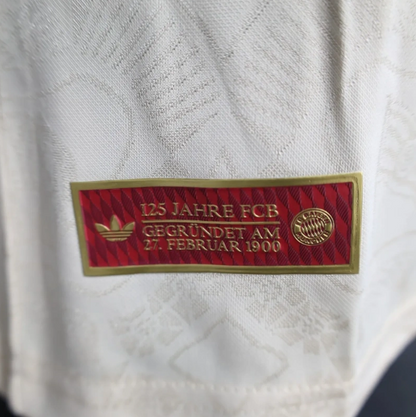 125 JAHRE FCB
GEGRÜNDET AM
27. FEBRUAR 1900